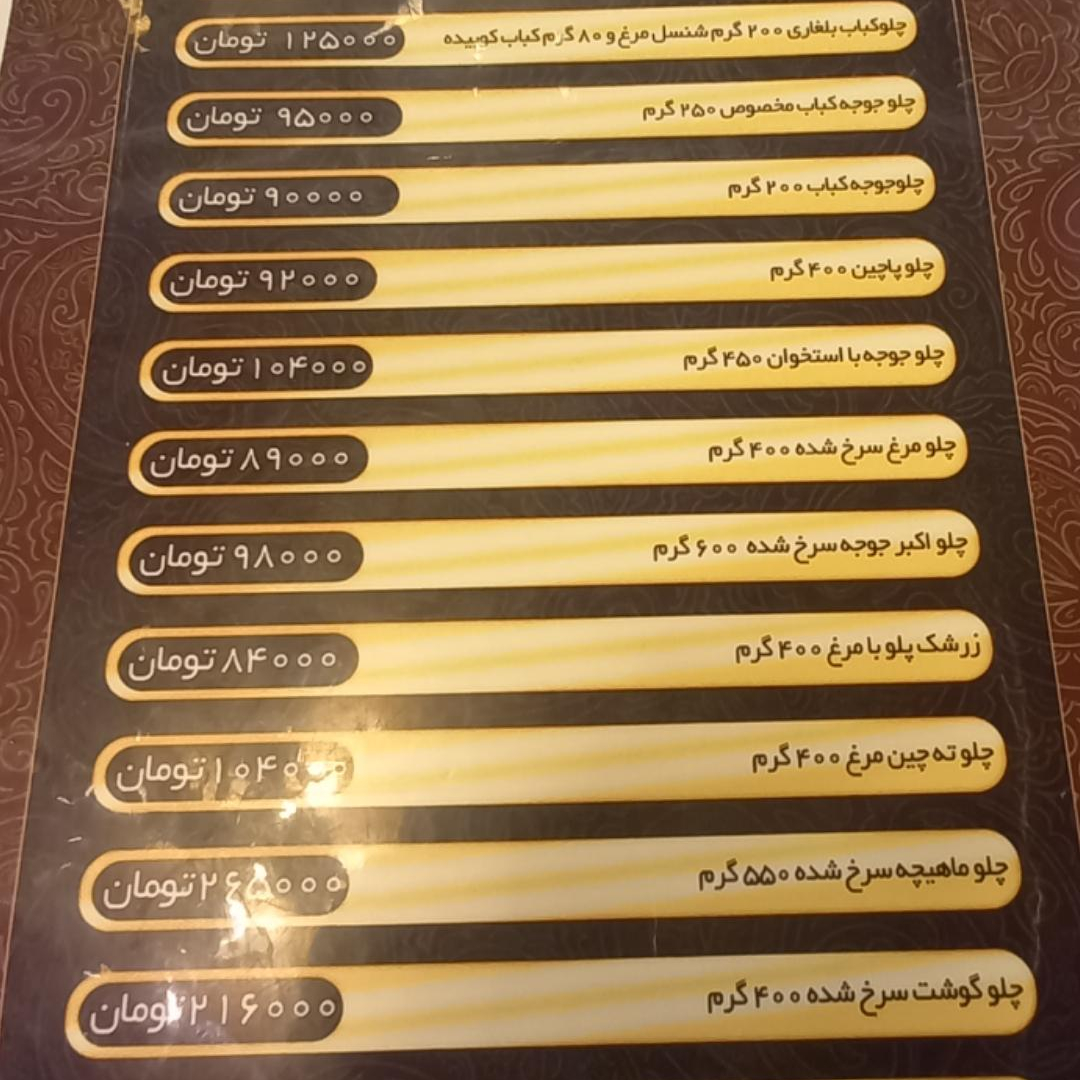 چلوکباب بلغاری ۲۰۰ گرم شنسل مرغ و ۸۰ گرم کباب کوبیده ۱۲۵۰۰۰ تومان
چلو جوجه کباب مخصوص ۲۵۰ گرم ۹۵۰۰۰ تومان
چلوجوجه کباب ۲۰۰ گرم ۹۰۰۰۰ تومان
چلو پاچین ۴۰۰ گرم ۹۲۰۰۰ تومان
چلو جوجه با استخوان ۴۵۰ گرم ۱۰۴۰۰۰ تومان
چلو مرغ سرخ شده ۴۰۰ گرم ۸۹۰۰۰ تومان
چلو اکبر جوجه سرخ شده ۶۰۰ گرم ۹۸۰۰۰ تومان
زرشک پلو با مرغ ۴۰۰ گرم ۸۴۰۰۰ تومان
چلو ته چین مرغ ۴۰۰ گرم ۱۰۴۰۰۰ تومان
چلو ماهیچه سرخ شده ۵۵۰ گرم ۲۶۵۰۰۰ تومان
چلو گوشت سرخ شده ۴۰۰ گرم ۲۱۶۰۰۰ تومان